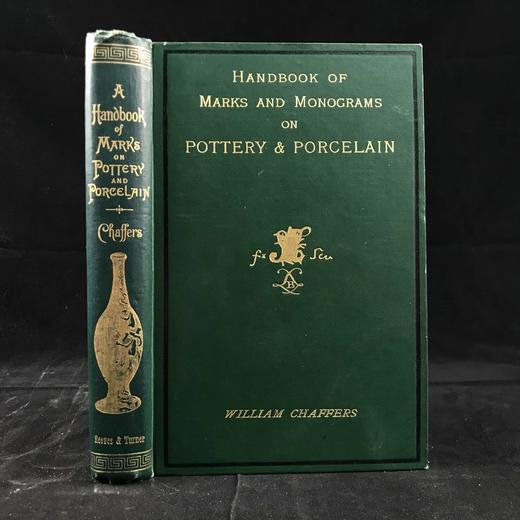 A
Handbook
of
Marks
on
Pottery
and
Porcelain
Chaffers
Reeves & Turner
Handbook of
Marks and Monograms
on
Pottery & Porcelain
William Chaffers